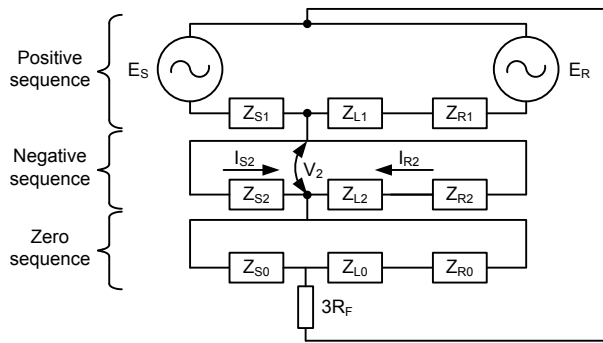 Positive
sequence
E_S
E_R
Z_S1
Z_L1
Z_R1
Negative
sequence
I_S2
V_2
I_R2
Z_S2
Z_L2
Z_R2
Zero
sequence
Z_S0
Z_L0
Z_R0
3R_F